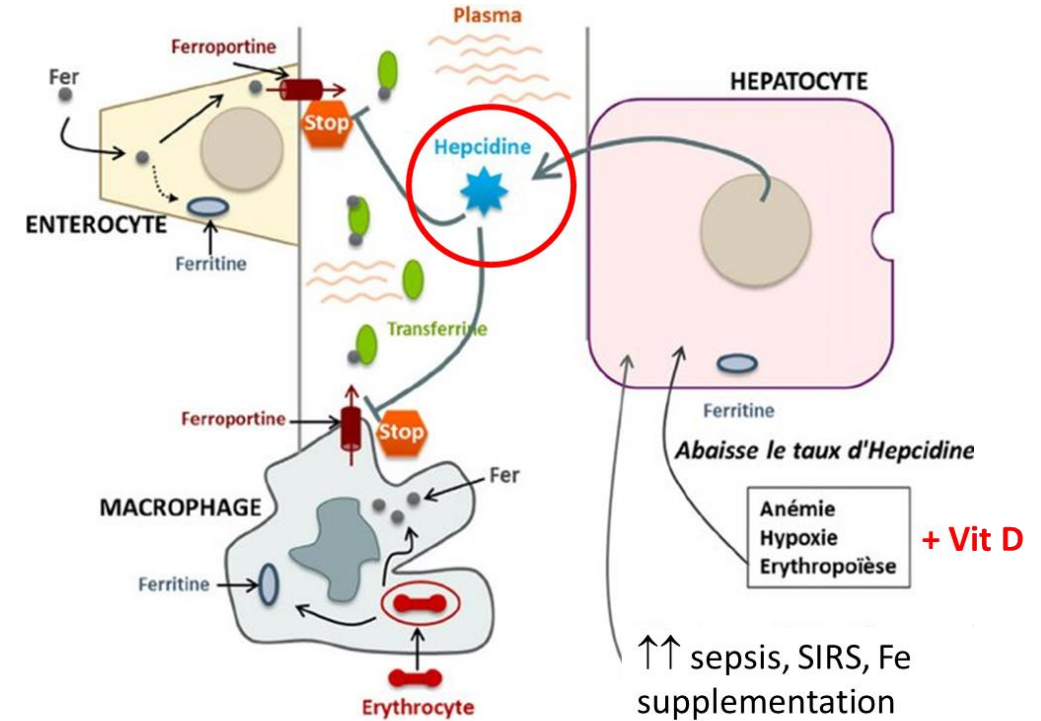 Plasma
Ferroportine
Fer
HEPATOCYTE
Stop
Hepcidine
ENTEROCYTE
Ferritine
Transferrine
Ferroportine
Stop
Ferritine
Abaisse le taux d'Hepcidine
Fer
MACROPHAGE
Anémie
Hypoxie
Erythropoïèse
+ Vit D
Ferritine
↑↑ sepsis, SIRS, Fe
supplementation
Erythrocyte